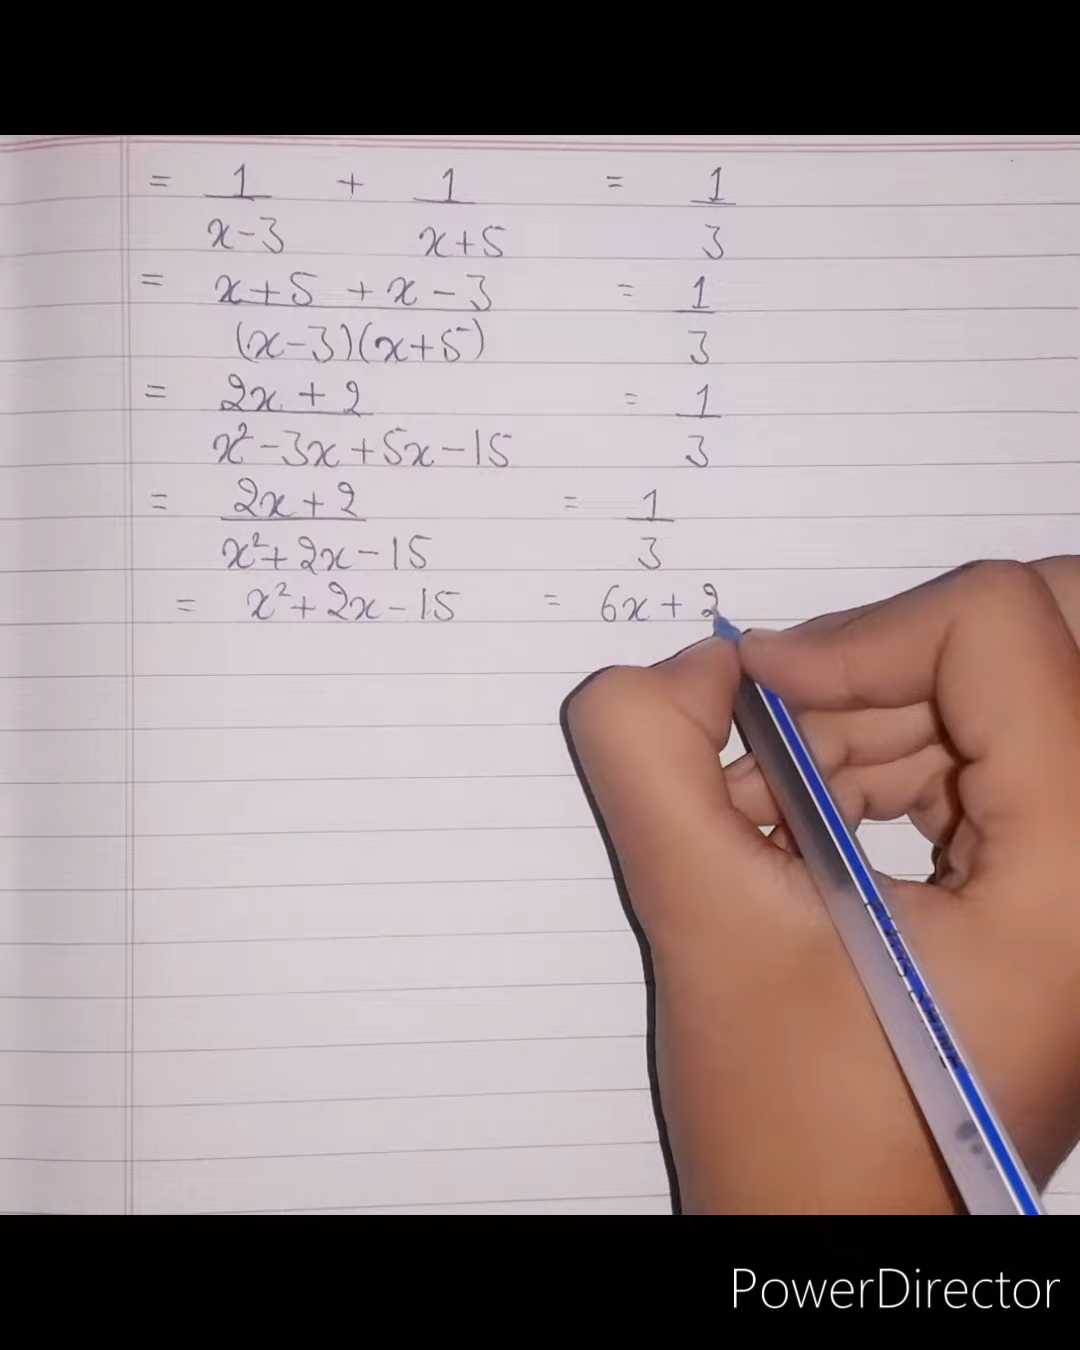 = 1/(x-3) + 1/(x+5) = 1/3
= (x+5 +x-3)/((x-3)(x+5)) = 1/3
= (2x+2)/(x²-3x+5x-15) = 1/3
= (2x+2)/(x²+2x-15) = 1/3
= x²+2x-15 = 6x+2
PowerDirector